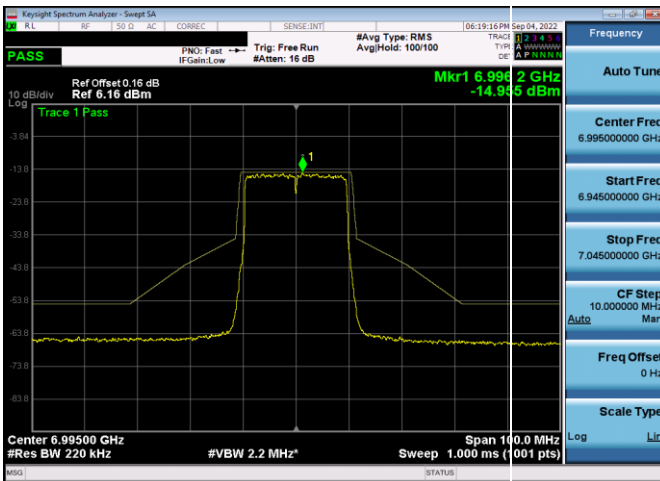 Keysight Spectrum Analyzer - Swept SA
RL RF 50 Ω AC CORREC SENSE:INT 06:19:16 PM Sep 04, 2022
PASS
PNO: Fast
IFGain:Low
Trig: Free Run
#Atten: 16 dB
#Avg Type: RMS
Avg|Hold: 100/100
TRACE 1 2 3 4 5 6
TYPE A WWWWW
DET A P N N N N
Ref Offset 0.16 dB
Ref 6.16 dBm
10 dB/div
Log
Mkr1 6.996 2 GHz
-14.955 dBm
Trace 1 Pass
1
-3.84
-13.8
-23.8
-33.8
-43.8
-53.8
-63.8
-73.8
-83.8
Center 6.99500 GHz
#Res BW 220 kHz
#VBW 2.2 MHz*
Span 100.0 MHz
Sweep 1.000 ms (1001 pts)
MSG
STATUS
Frequency
Auto Tune
Center Freq
6.995000000 GHz
Start Freq
6.945000000 GHz
Stop Freq
7.045000000 GHz
CF Step
10.000000 MHz
Auto Man
Freq Offset
0 Hz
Scale Type
Log Lin